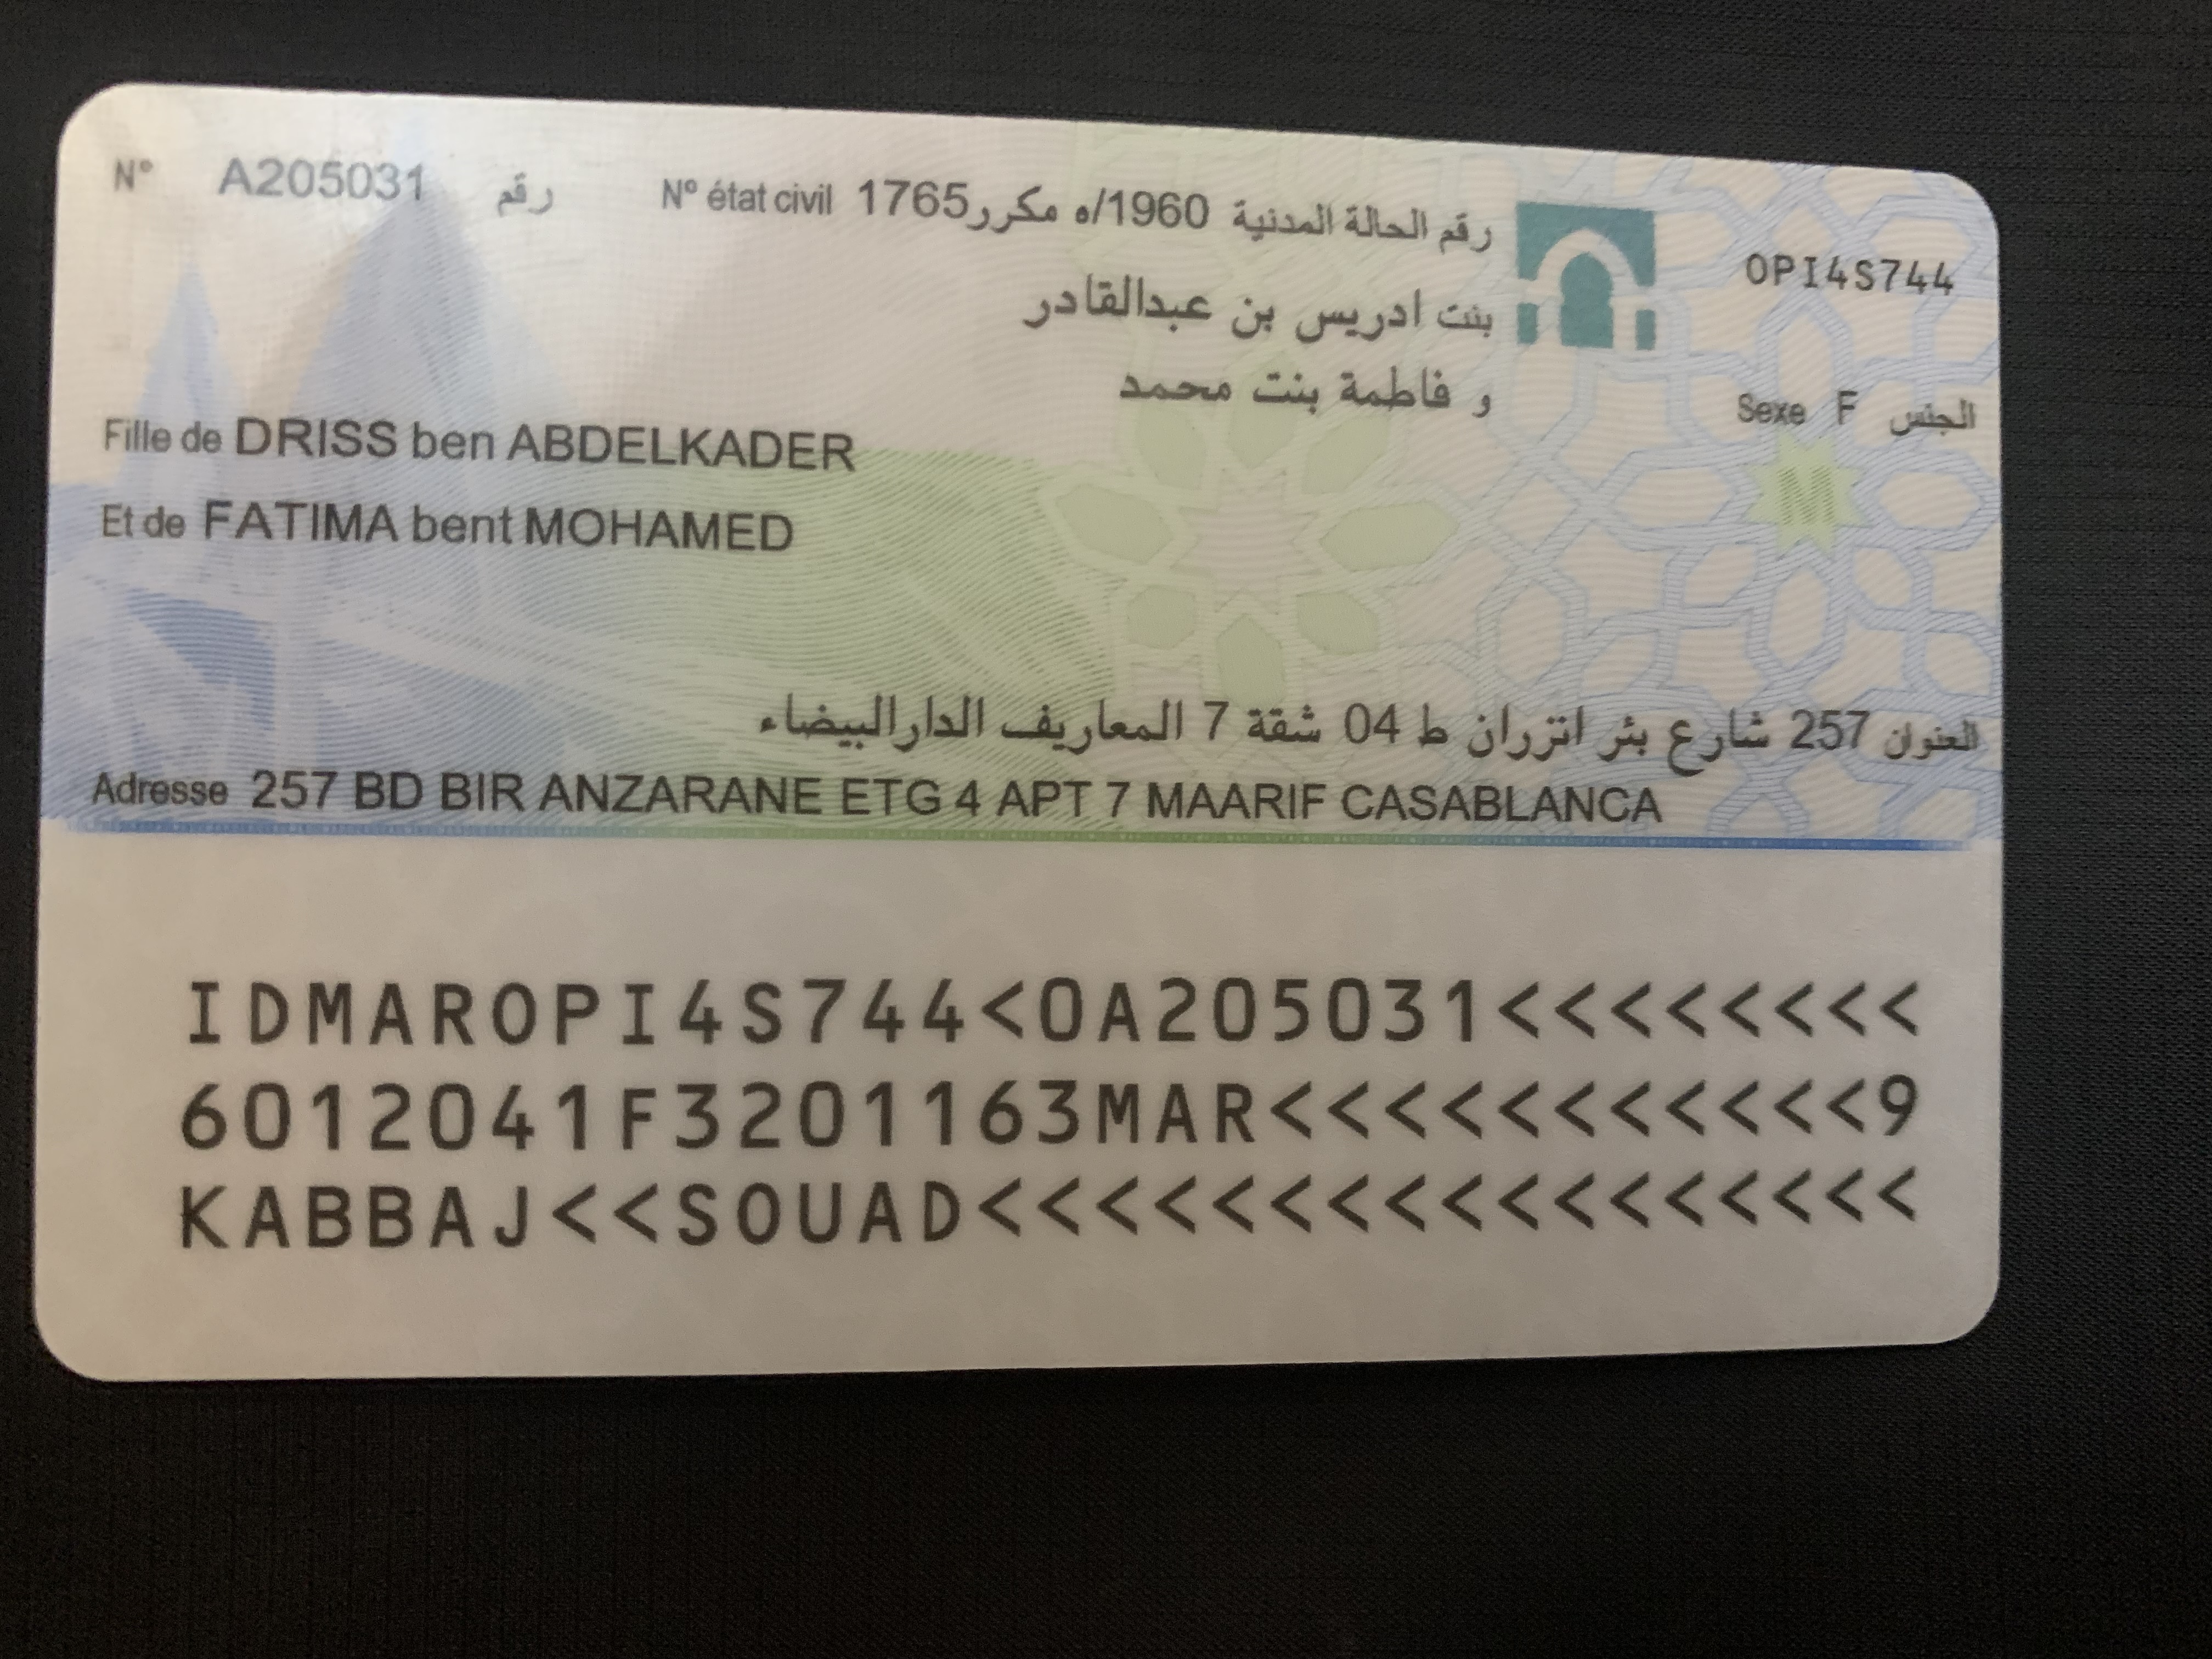 N° A205031 رقم
N° état civil 1765 مكرر/ه/1960 رقم الحالة المدنية
OPI4S744
Fille de DRISS ben ABDELKADER
بنت ادريس بن عبدالقادر
Et de FATIMA bent MOHAMED
و فاطمة بنت محمد
Sexe F الجنس
العنوان 257 شارع بئر انزران ط 04 شقة 7 المعاريف الدار البيضاء
Adresse 257 BD BIR ANZARANE ETG 4 APT 7 MAARIF CASABLANCA
IDMAROPI4S744<0A205031<<<<<<<<
6012041F3201163MAR<<<<<<<<<<<9
KABBAJ<<SOUAD<<<<<<<<<<<<<<<<<